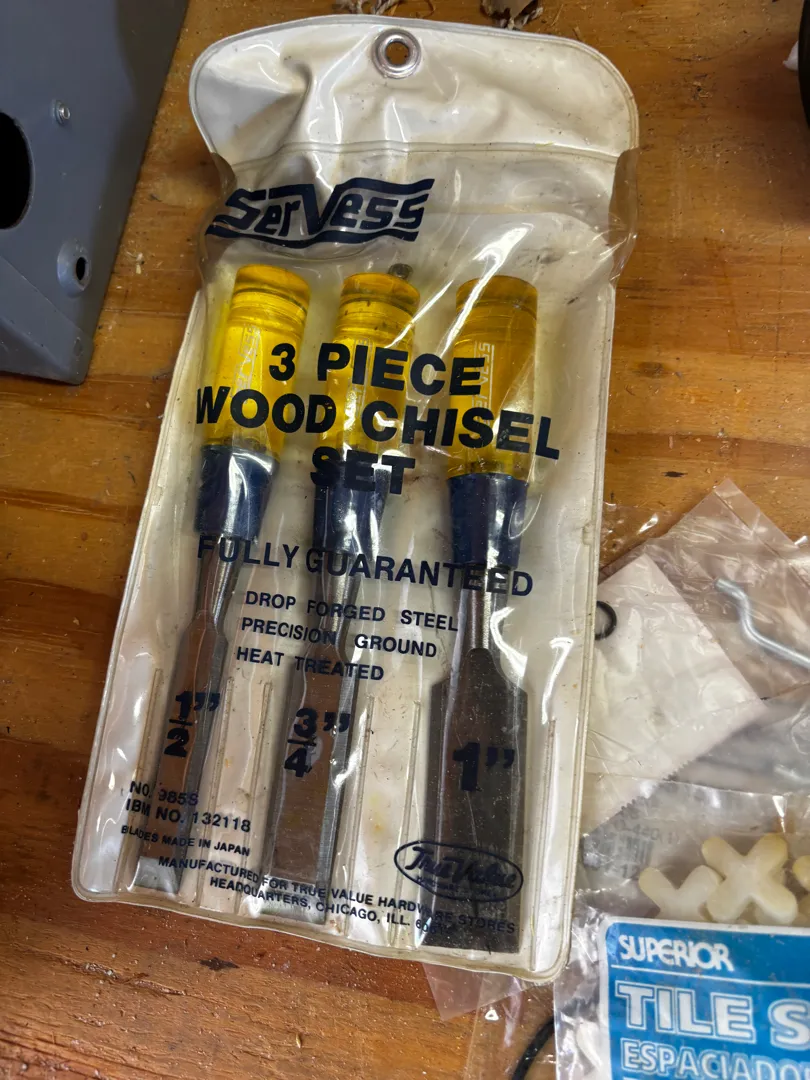 SerVess
3 PIECE
WOOD CHISEL
SET
FULLY GUARANTEED
DROP FORGED STEEL
PRECISION GROUND
HEAT TREATED
1/2”
3/4”
1”
NO. 985S
IBM NO. 132118
BLADES MADE IN JAPAN
True Value
MANUFACTURED FOR TRUE VALUE HARDWARE STORES
HEADQUARTERS, CHICAGO, ILL.
SUPERIOR
TILE S
ESPACIADO